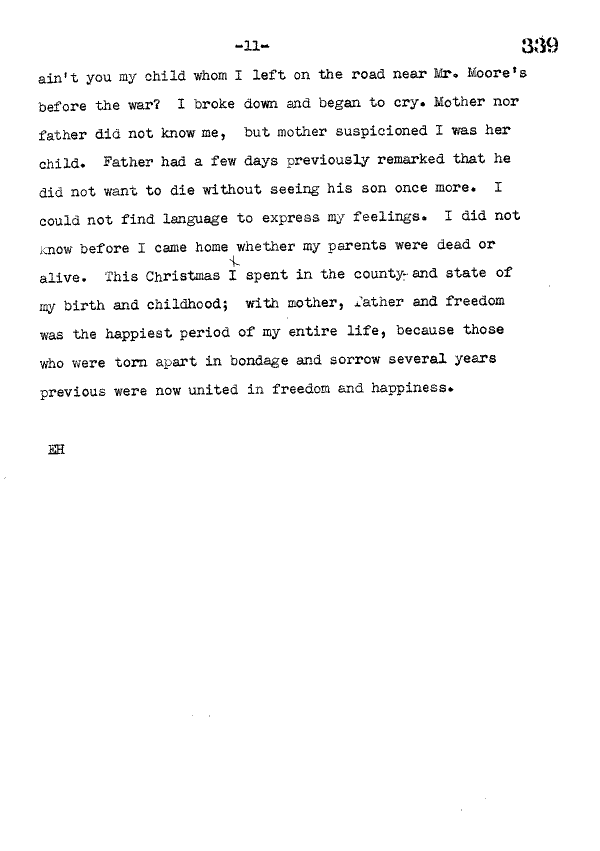 -11- 339
ain't you my child whom I left on the road near Mr. Moore's
before the war?  I broke down and began to cry. Mother nor
father did not know me,  but mother suspicioned I was her
child.  Father had a few days previously remarked that he
did not want to die without seeing his son once more.  I
could not find language to express my feelings.  I did not
know before I came home whether my parents were dead or
alive.  This Christmas I spent in the county and state of
my birth and childhood;  with mother, father and freedom
was the happiest period of my entire life, because those
who were torn apart in bondage and sorrow several years
previous were now united in freedom and happiness.
EH